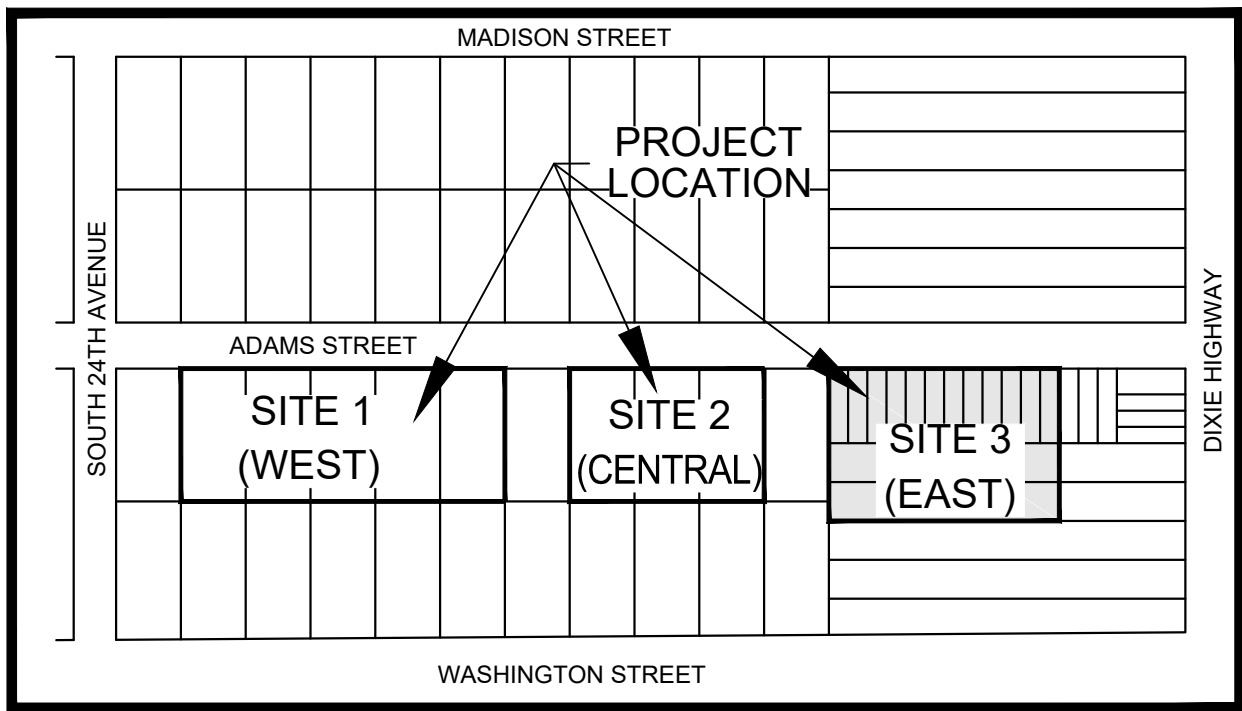 MADISON STREET
PROJECT
LOCATION
SOUTH 24TH AVENUE
ADAMS STREET
DIXIE HIGHWAY
SITE 1
(WEST)
SITE 2
(CENTRAL)
SITE 3
(EAST)
WASHINGTON STREET